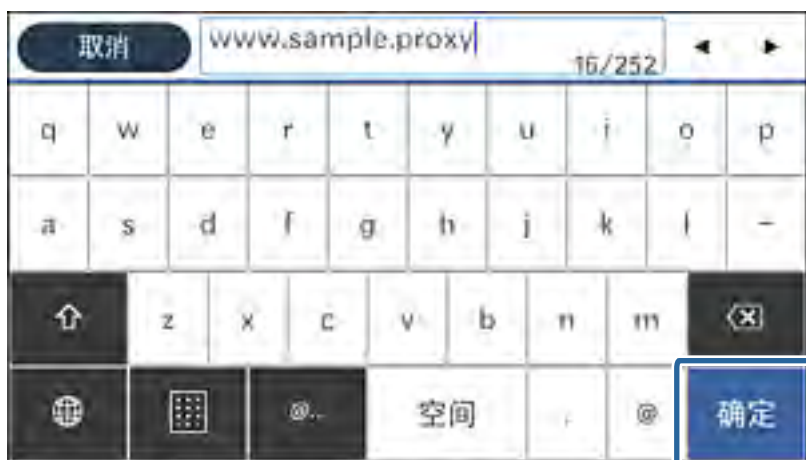 取消 www.sample.proxy 16/252
q w e r t y u i o p
a s d f g h j k l -
z x c v b n m
@.. 空间 . @ 确定